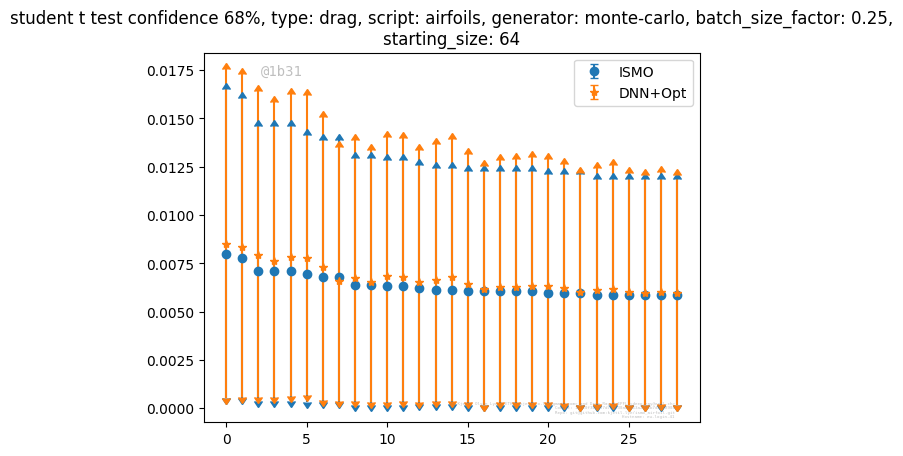 student t test confidence 68%, type: drag, script: airfoils, generator: monte-carlo, batch_size_factor: 0.25,
starting_size: 64
@1b31
ISMO
DNN+Opt
0.0175
0.0150
0.0125
0.0100
0.0075
0.0050
0.0025
0.0000
0 5 10 15 20 25